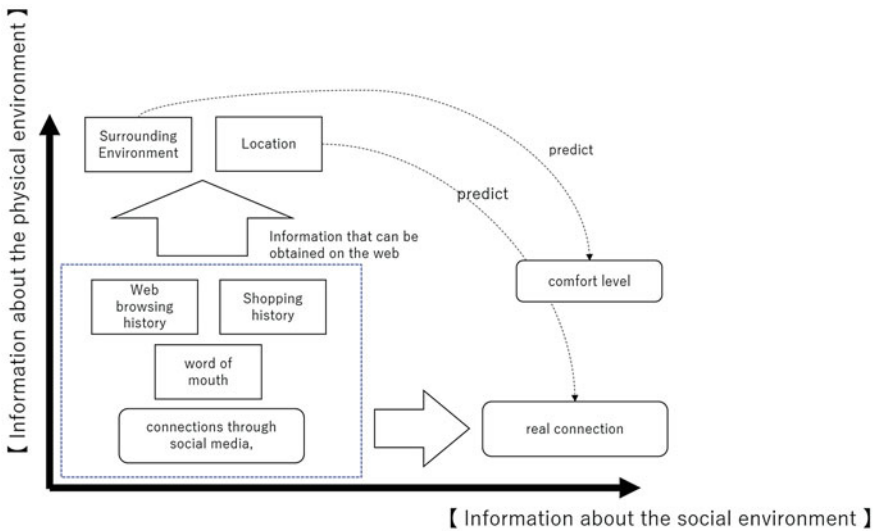 【 Information about the physical environment 】
Surrounding
Environment
Location
predict
predict
Information that can be
obtained on the web
Web
browsing
history
Shopping
history
comfort level
word of
mouth
connections through
social media,
real connection
【 Information about the social environment 】